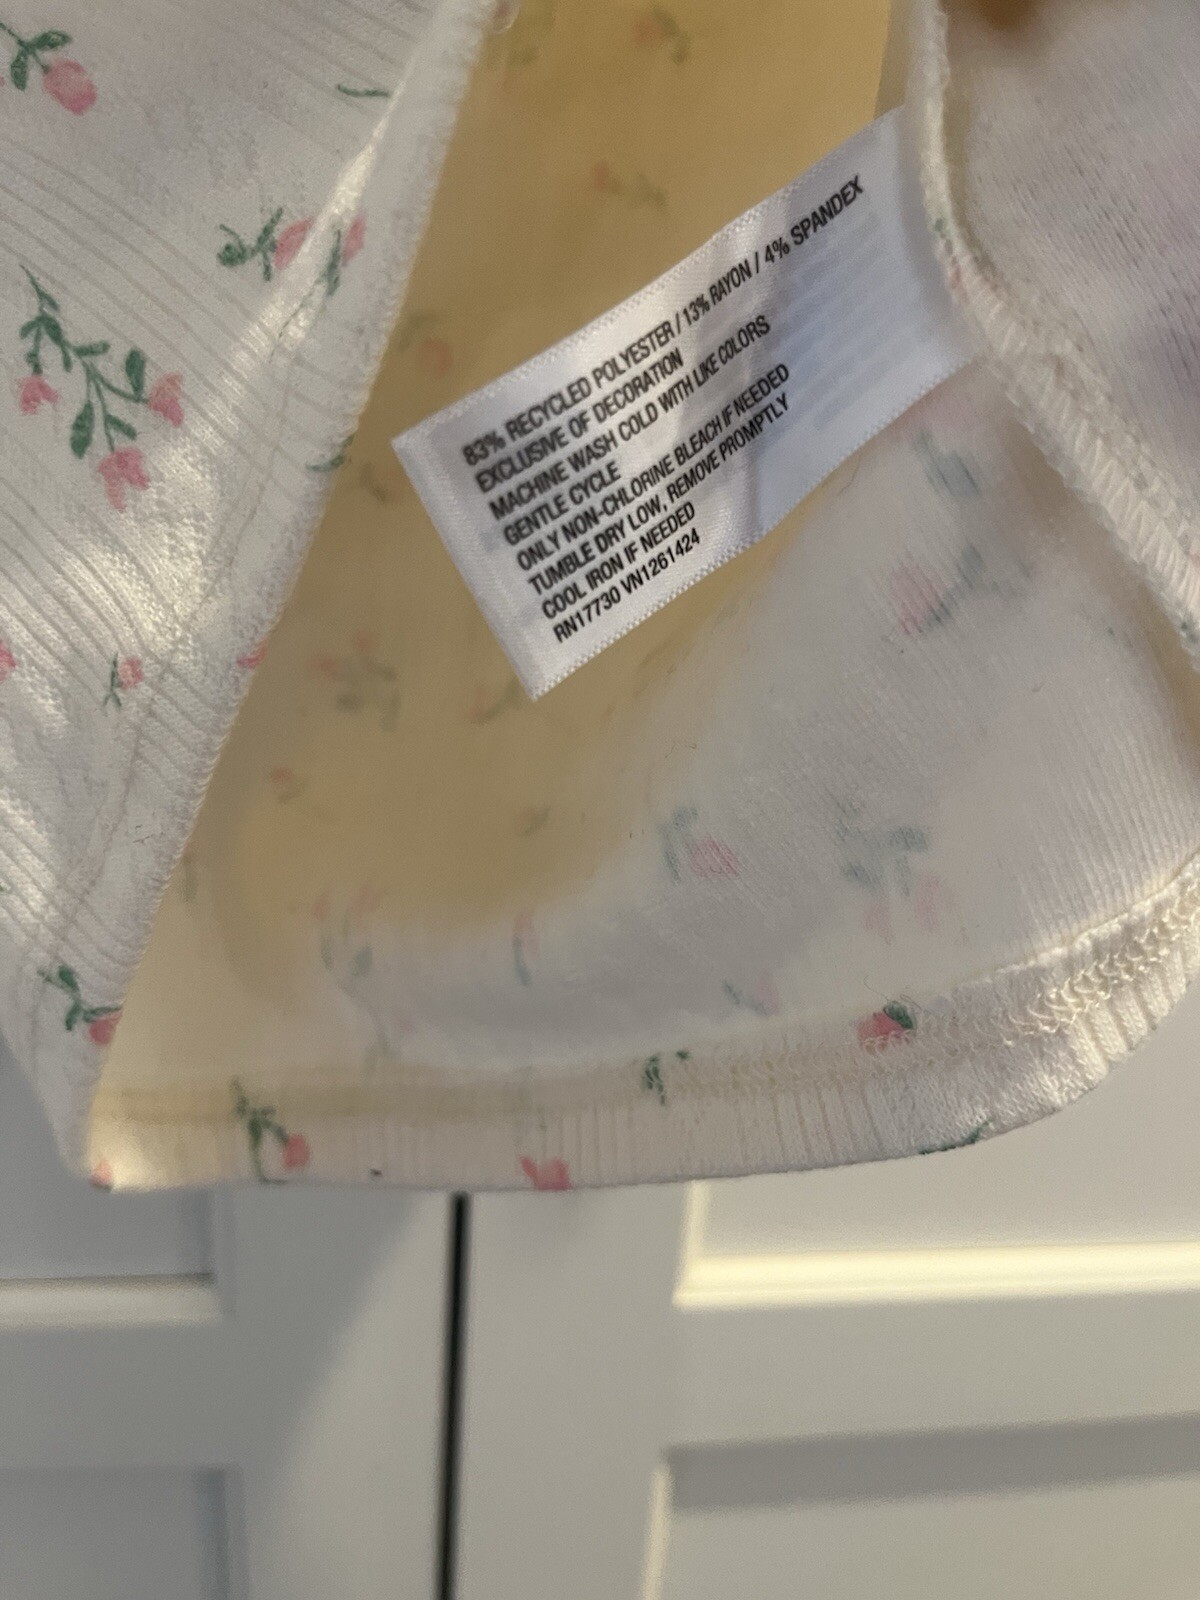 83% RECYCLED POLYESTER / 13% RAYON / 4% SPANDEX
EXCLUSIVE OF DECORATION
MACHINE WASH COLD WITH LIKE COLORS
GENTLE CYCLE
ONLY NON-CHLORINE BLEACH IF NEEDED
TUMBLE DRY LOW, REMOVE PROMPTLY
COOL IRON IF NEEDED
RN17730 VN1261424